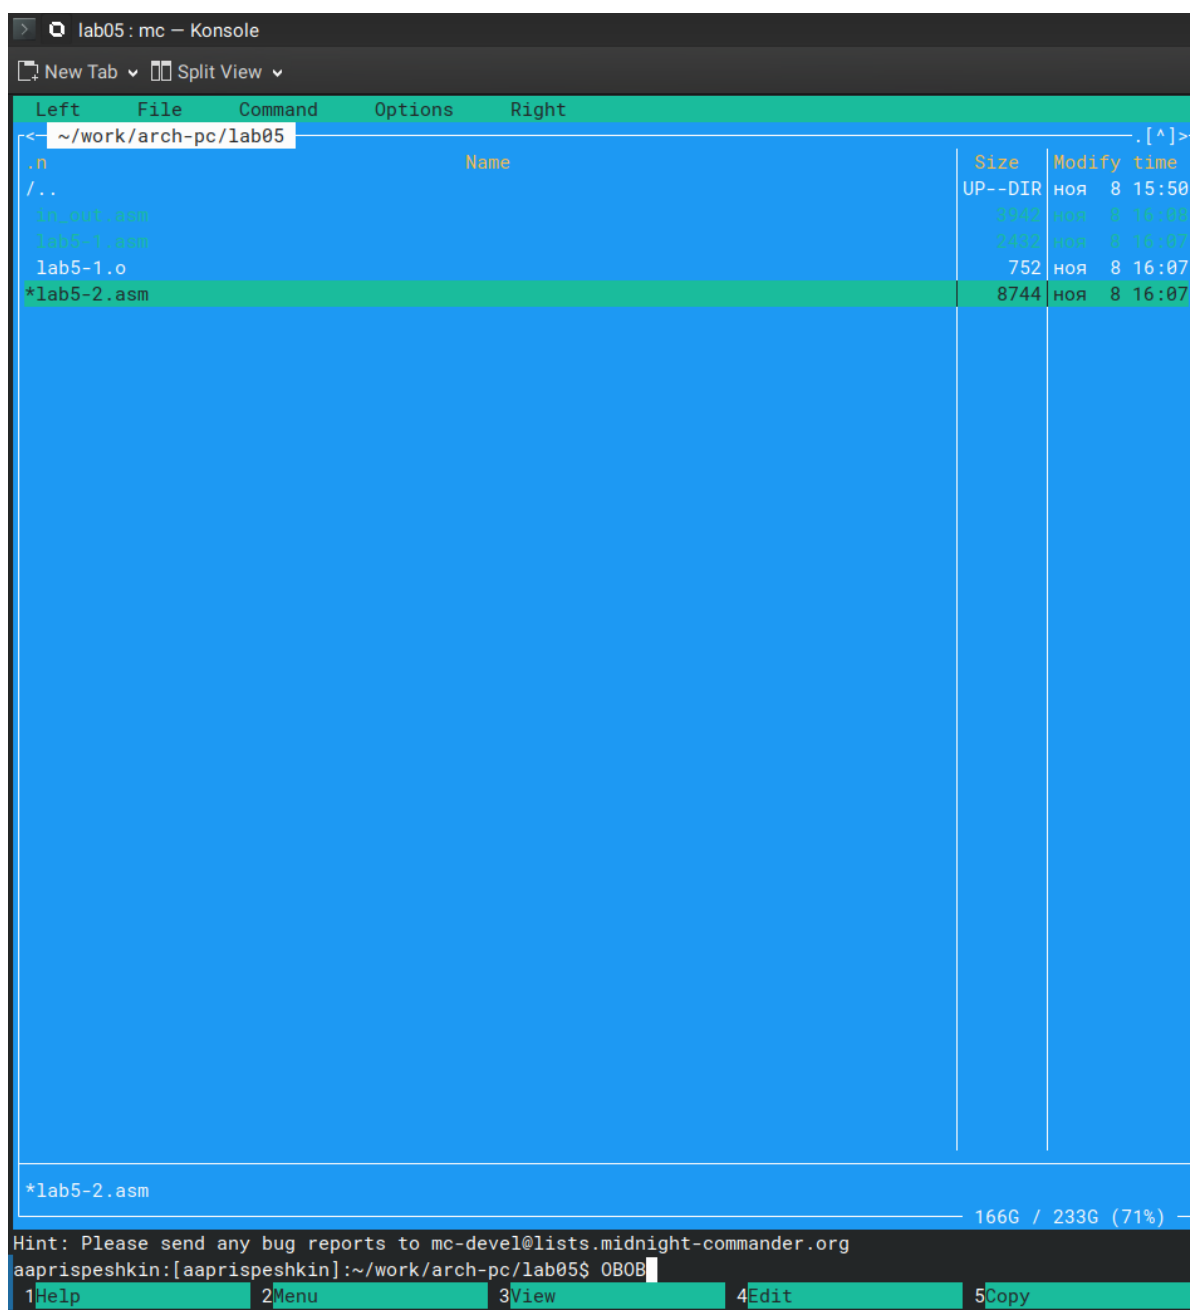 lab05 : mc — Konsole
New Tab Split View
Left File Command Options Right
<─ ~/work/arch-pc/lab05 .[^]>
.n Name Size Modify time
/.. UP--DIR ноя 8 15:50
in_out.asm 3942 ноя 8 16:08
lab5-1.asm 2432 ноя 8 16:07
lab5-1.o 752 ноя 8 16:07
*lab5-2.asm 8744 ноя 8 16:07
*lab5-2.asm
166G / 233G (71%)
Hint: Please send any bug reports to mc-devel@lists.midnight-commander.org
aaprispeshkin:[aaprispeshkin]:~/work/arch-pc/lab05$ OBOB
1Help 2Menu 3View 4Edit 5Copy